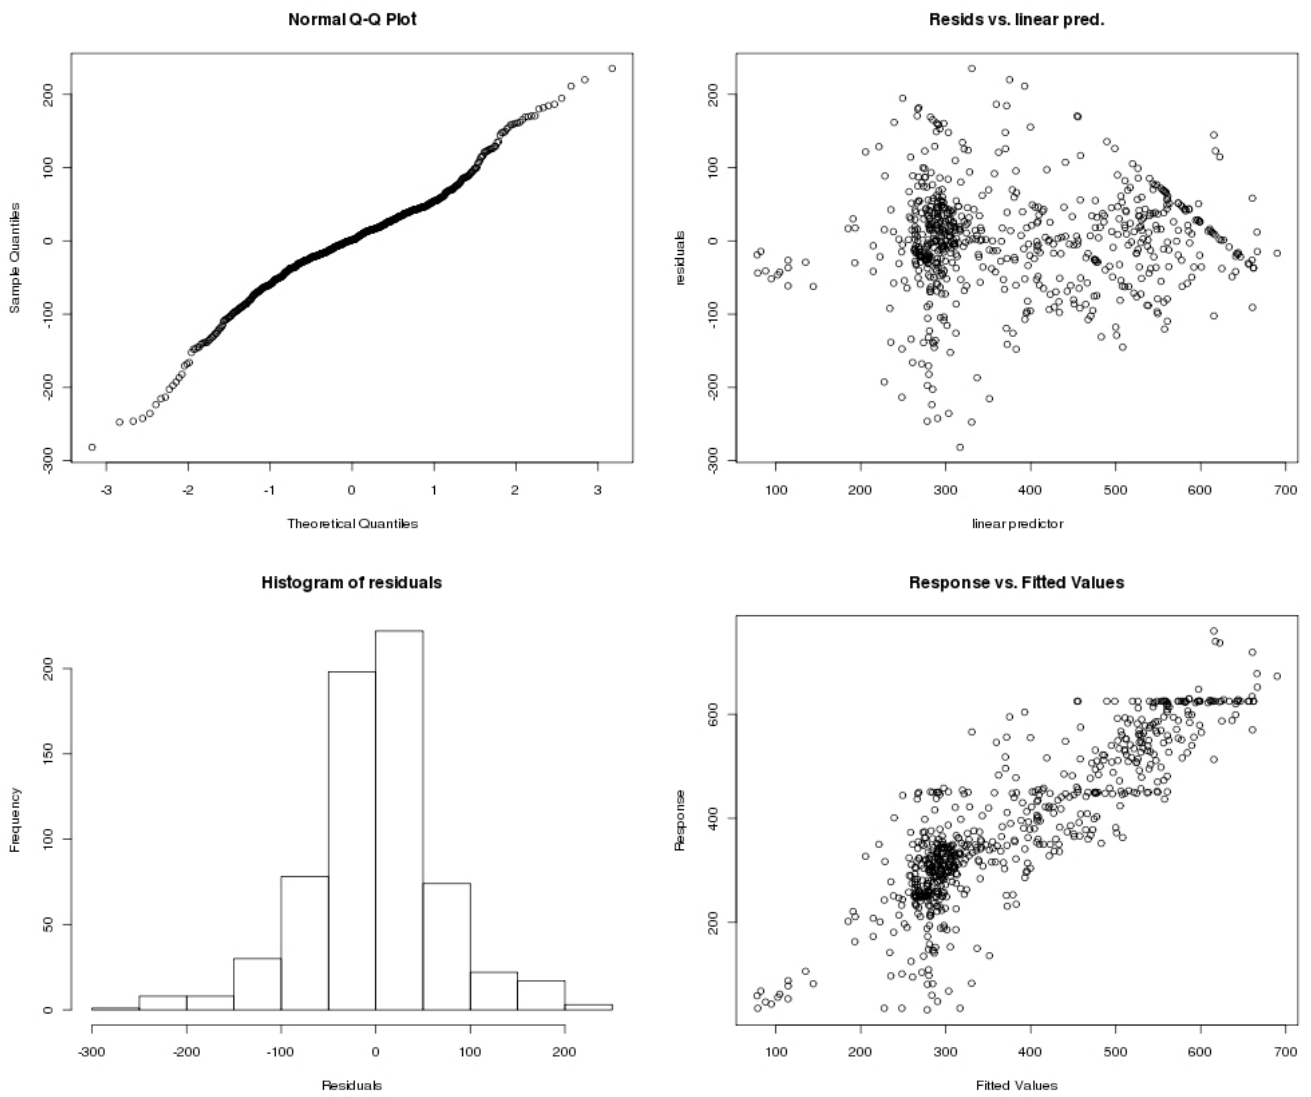 Normal Q-Q Plot
Sample Quantiles
200
100
0
-100
-200
-300
-3 -2 -1 0 1 2 3
Theoretical Quantiles
Resids vs. linear pred.
residuals
200
100
0
-100
-200
-300
100 200 300 400 500 600 700
linear predictor
Histogram of residuals
Frequency
200
150
100
50
0
-300 -200 -100 0 100 200
Residuals
Response vs. Fitted Values
Response
600
400
200
100 200 300 400 500 600 700
Fitted Values